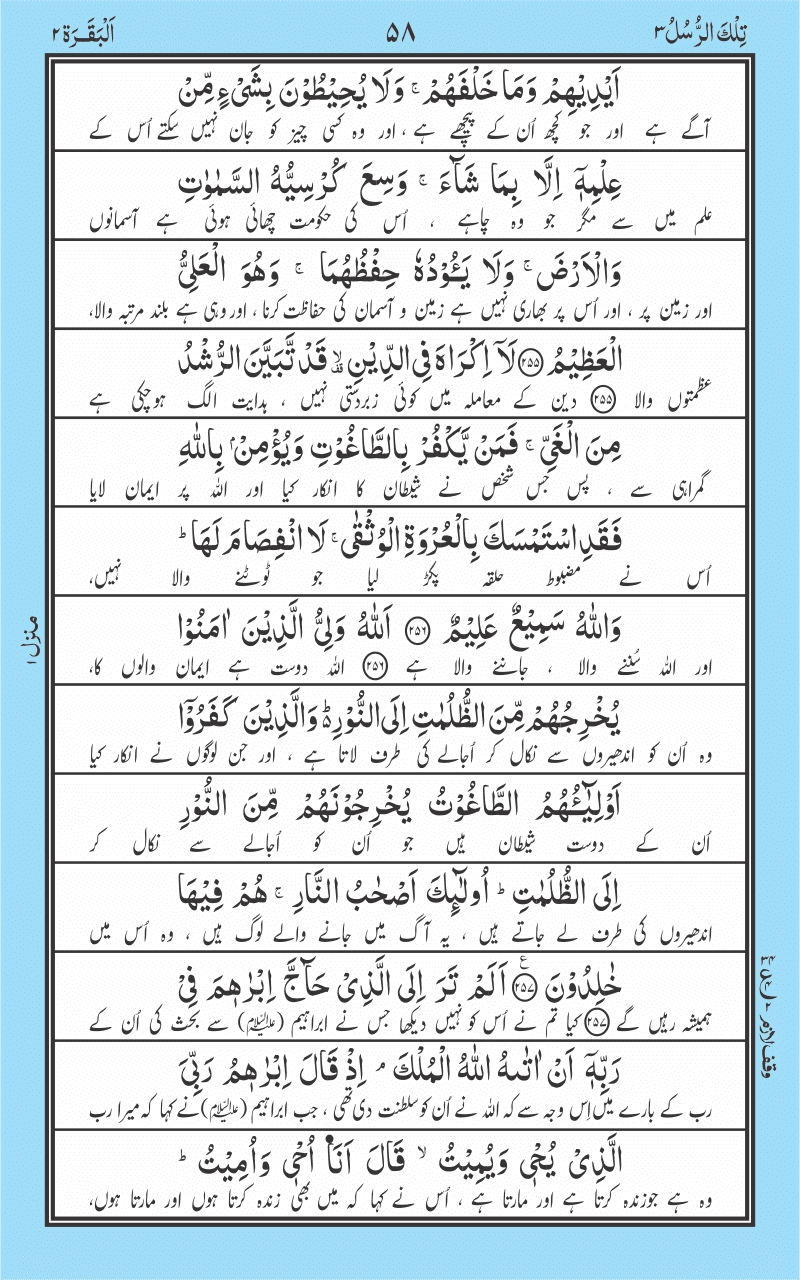 تِلْكَ الرُّسُلُ ٣ ۵۸ اَلْبَقَـرَة ٢
اَيْدِيْهِمْ وَمَا خَلْفَهُمْ ۚ وَلَا يُحِيْطُوْنَ بِشَىْءٍ مِّنْ
آگے ہے اور جو کچھ اُن کے پیچھے ہے ، اور وہ کسی چیز کو جان نہیں سکتے اُس کے
عِلْمِهٖٓ اِلَّا بِمَا شَآءَ ۚ وَسِعَ كُرْسِيُّهُ السَّمٰوٰتِ
علم میں سے مگر جو وہ چاہے ، اُس کی حکومت چھائی ہوئی ہے آسمانوں
وَالْاَرْضَ ۚ وَلَا يَـُٔوْدُهٗ حِفْظُهُمَا ۚ وَهُوَ الْعَلِىُّ
اور زمین پر ، اور اُس پر بھاری نہیں ہے زمین و آسمان کی حفاظت کرنا ، اور وہی ہے بلند مرتبہ والا،
الْعَظِيْمُ ﴿٢٥٥﴾ لَآ اِكْرَاهَ فِى الدِّيْنِ ۙ قَدْ تَّبَيَّنَ الرُّشْدُ
عظمتوں والا ﴿٢٥٥﴾ دین کے معاملہ میں کوئی زبردستی نہیں ، ہدایت الگ ہوچکی ہے
مِنَ الْغَىِّ ۚ فَمَنْ يَّكْفُرْ بِالطَّاغُوْتِ وَيُؤْمِنْۢ بِاللّٰهِ
گمراہی سے ، پس جس شخص نے شیطان کا انکار کیا اور اللہ پر ایمان لایا
فَقَدِ اسْتَمْسَكَ بِالْعُرْوَةِ الْوُثْقٰى ۚ لَا انْفِصَامَ لَهَا ؕ
اُس نے مضبوط حلقہ پکڑ لیا جو ٹوٹنے والا نہیں،
وَاللّٰهُ سَمِيْعٌ عَلِيْمٌ ﴿٢٥٦﴾ اَللّٰهُ وَلِىُّ الَّذِيْنَ اٰمَنُوْا
اور اللہ سُننے والا ، جاننے والا ہے ﴿٢٥٦﴾ اللہ دوست ہے ایمان والوں کا،
يُخْرِجُهُمْ مِّنَ الظُّلُمٰتِ اِلَى النُّوْرِ ؕ وَالَّذِيْنَ كَفَرُوْٓا
وہ اُن کو اندھیروں سے نکال کر اُجالے کی طرف لاتا ہے ، اور جن لوگوں نے انکار کیا
اَوْلِيٰٓـُٔهُمُ الطَّاغُوْتُ يُخْرِجُوْنَهُمْ مِّنَ النُّوْرِ
اُن کے دوست شیطان ہیں جو اُن کو اُجالے سے نکال کر
اِلَى الظُّلُمٰتِ ؕ اُولٰٓئِكَ اَصْحٰبُ النَّارِ ۚ هُمْ فِيْهَا
اندھیروں کی طرف لے جاتے ہیں ، یہ آگ میں جانے والے لوگ ہیں ، وہ اُس میں
خٰلِدُوْنَ ﴿٢٥٧﴾ ع اَلَمْ تَرَ اِلَى الَّذِىْ حَآجَّ اِبْرٰهٖمَ فِىْ
ہمیشہ رہیں گے ﴿٢٥٧﴾ کیا تم نے اُس کو نہیں دیکھا جس نے ابراہیم (علیہ السلام) سے بحث کی اُن کے
رَبِّهٖٓ اَنْ اٰتٰىهُ اللّٰهُ الْمُلْكَ ۘ اِذْ قَالَ اِبْرٰهٖمُ رَبِّىَ
رب کے بارے میں اِس وجہ سے کہ اللہ نے اُن کو سلطنت دی تھی ، جب ابراہیم (علیہ السلام) نے کہا کہ میرا رب
الَّذِىْ يُحْىٖ وَيُمِيْتُ ۙ قَالَ اَنَا اُحْىٖ وَاُمِيْتُ ؕ
وہ ہے جو زندہ کرتا ہے اور مارتا ہے ، اُس نے کہا کہ میں بھی زندہ کرتا ہوں اور مارتا ہوں،
منزل ١
وقف لازم